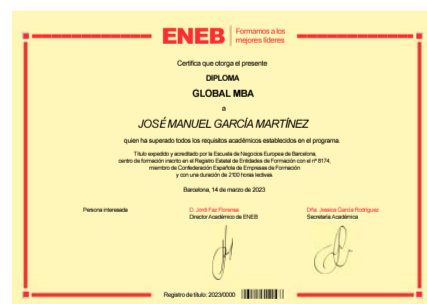 ENEB
Formamos a los
mejores líderes
Certifica que otorga el presente
DIPLOMA
GLOBAL MBA
a
JOSÉ MANUEL GARCÍA MARTÍNEZ
quien ha superado todos los requisitos académicos establecidos en el programa.
Título expedido y acreditado por la Escuela de Negocios Europea de Barcelona,
centro de formación inscrito en el Registro Estatal de Entidades de Formación con el nº 8174,
miembro de Confederación Española de Empresas de Formación
y con una duración de 2100 horas lectivas.
Barcelona, 14 de marzo de 2023
Persona interesada
D. Jordi Faz Florensa
Director Académico de ENEB
Dña. Jessica García Rodríguez
Secretaria Académica
Registro de título: 2023/0000